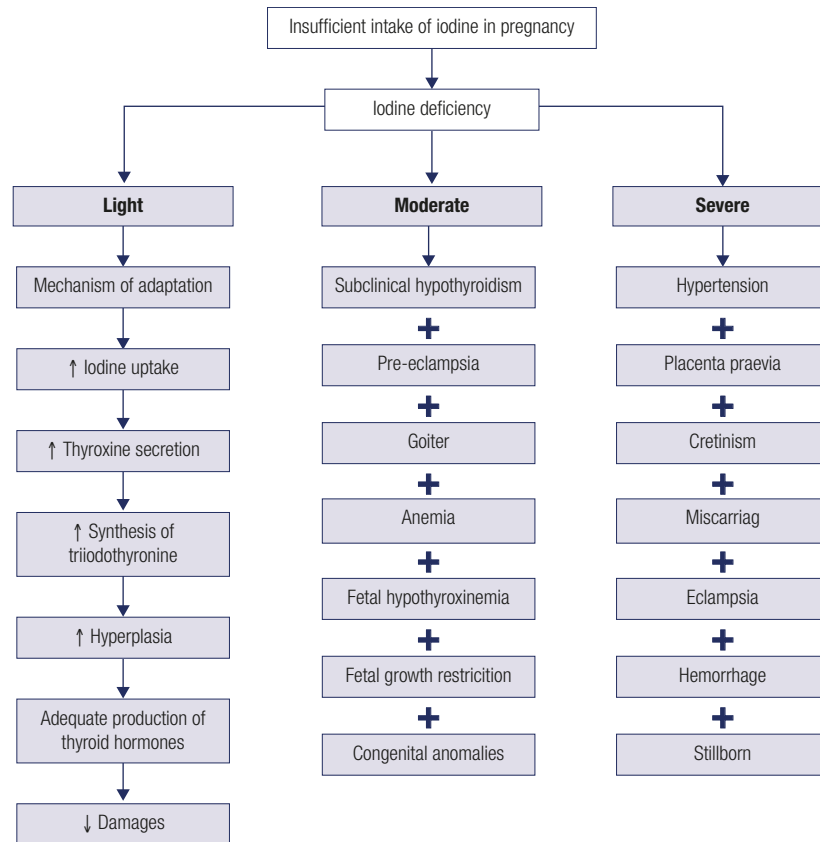 Insufficient intake of iodine in pregnancy
Iodine deficiency
Light
Mechanism of adaptation
↑ Iodine uptake
↑ Thyroxine secretion
↑ Synthesis of
triiodothyronine
↑ Hyperplasia
Adequate production of
thyroid hormones
↓ Damages
Moderate
Subclinical hypothyroidism
+
Pre-eclampsia
+
Goiter
+
Anemia
+
Fetal hypothyroxinemia
+
Fetal growth restricition
+
Congenital anomalies
Severe
Hypertension
+
Placenta praevia
+
Cretinism
+
Miscarriag
+
Eclampsia
+
Hemorrhage
+
Stillborn